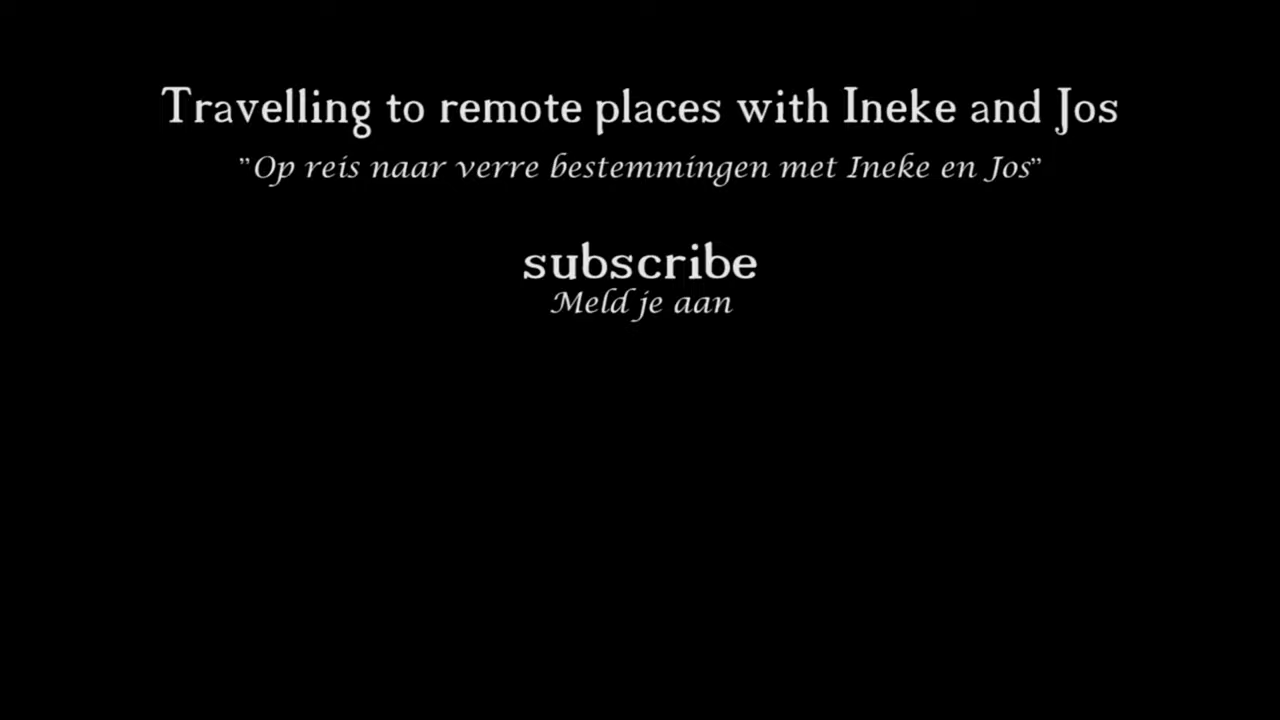 Travelling to remote places with Ineke and Jos
"Op reis naar verre bestemmingen met Ineke en Jos"
subscribe
Meld je aan